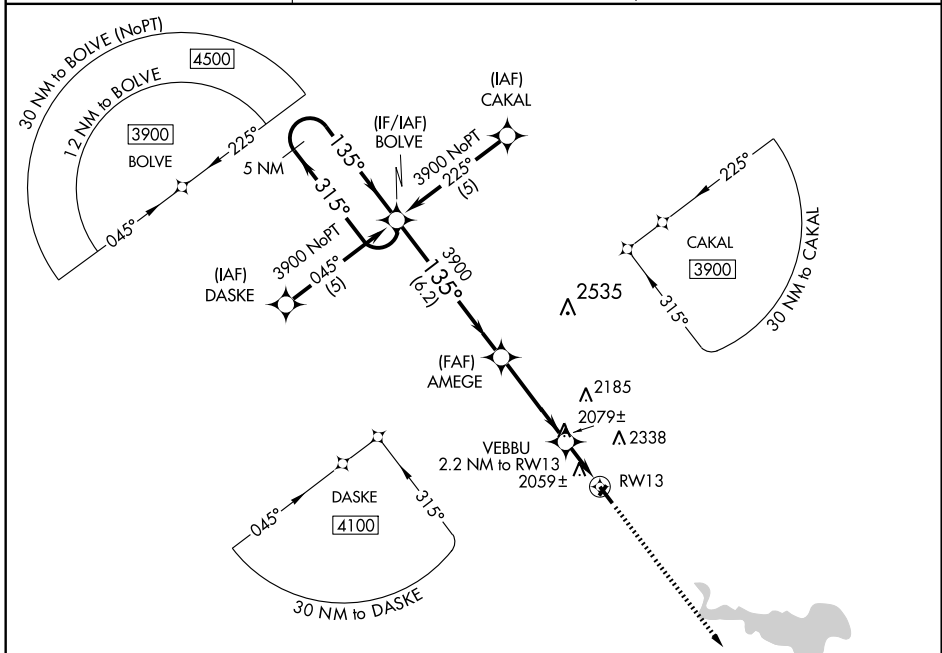 30 NM to BOLVE (NoPT)
4500
12 NM to BOLVE
3900
BOLVE
225°
045°
5 NM
135°
315°
(IF/IAF)
BOLVE
(IAF)
CAKAL
3900 NoPT
225°
(5)
3900 NoPT
045°
(5)
(IAF)
DASKE
3900
135°
(6.2)
225°
CAKAL
3900
315°
30 NM to CAKAL
2535
(FAF)
AMEGE
2185
2079±
2338
VEBBU
2.2 NM to RW13
2059±
RW13
045°
DASKE
4100
315°
30 NM to DASKE